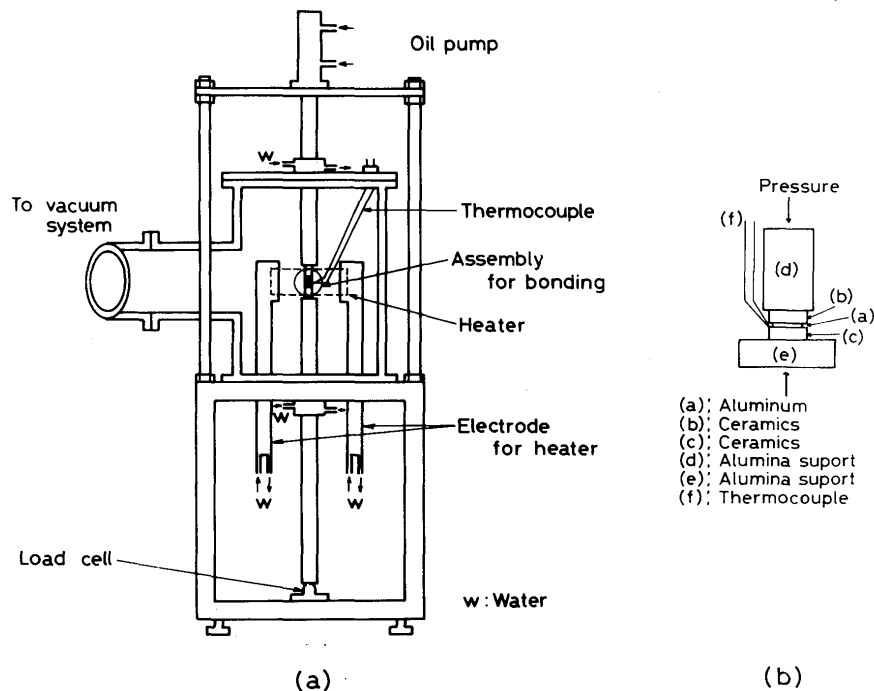 Oil pump
W
To vacuum
system
Thermocouple
Assembly
for bonding
Heater
W
Electrode
for heater
W
W
Load cell
w : Water
(a)
Pressure
(f)
(d)
(b)
(a)
(c)
(e)
(a); Aluminum
(b); Ceramics
(c); Ceramics
(d); Alumina suport
(e); Alumina suport
(f); Thermocouple
(b)